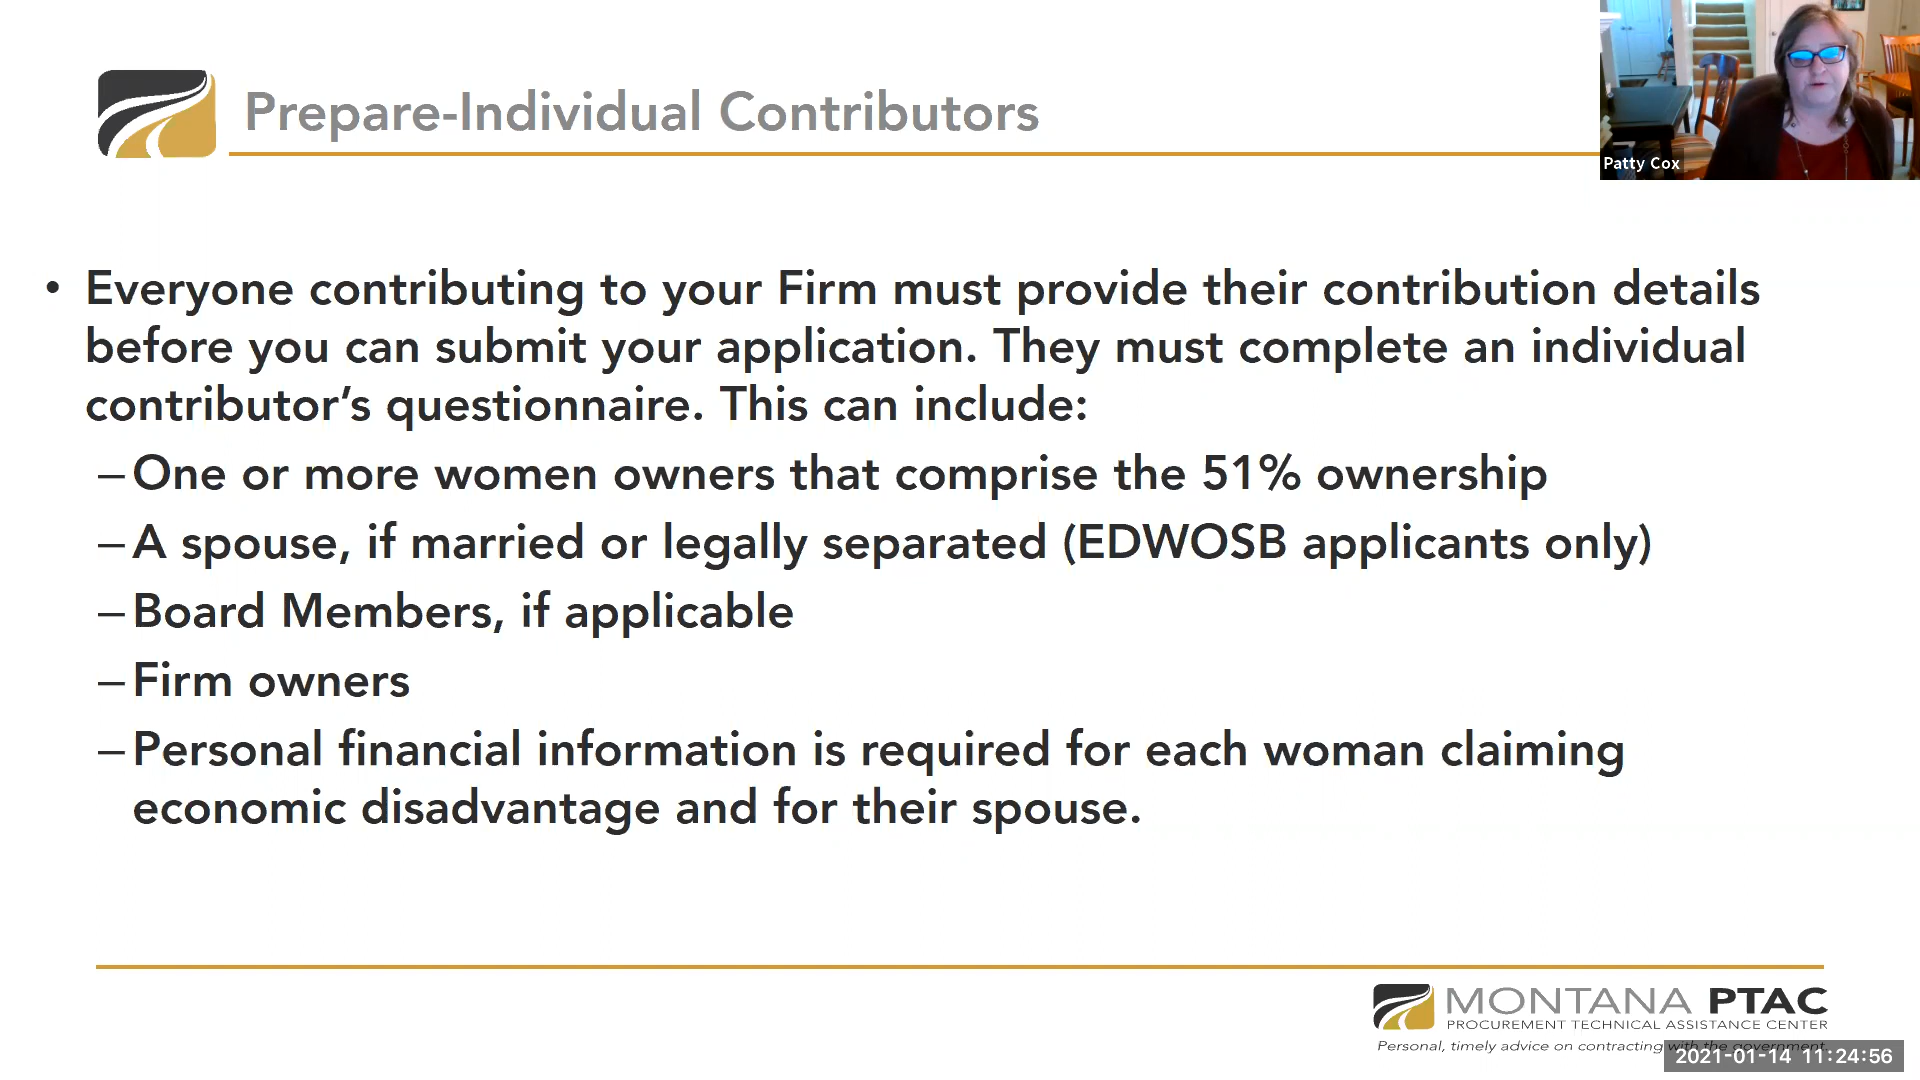 Prepare-Individual Contributors
Patty Cox
• Everyone contributing to your Firm must provide their contribution details
before you can submit your application. They must complete an individual
contributor’s questionnaire. This can include:
–One or more women owners that comprise the 51% ownership
–A spouse, if married or legally separated (EDWOSB applicants only)
–Board Members, if applicable
–Firm owners
–Personal financial information is required for each woman claiming
economic disadvantage and for their spouse.
MONTANA PTAC
PROCUREMENT TECHNICAL ASSISTANCE CENTER
Personal, timely advice on contracting with the government.
2021-01-14 11:24:56